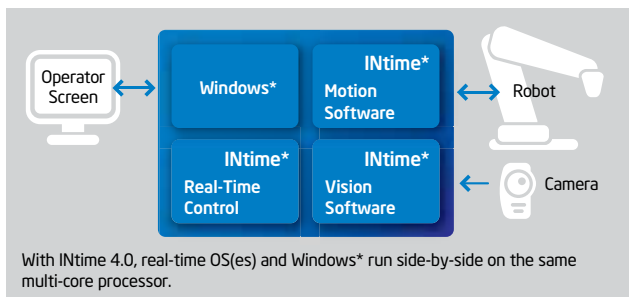 Operator
Screen
Windows*
INtime*
Motion
Software
Robot
INtime*
Real-Time
Control
INtime*
Vision
Software
Camera
With INtime 4.0, real-time OS(es) and Windows* run side-by-side on the same
multi-core processor.